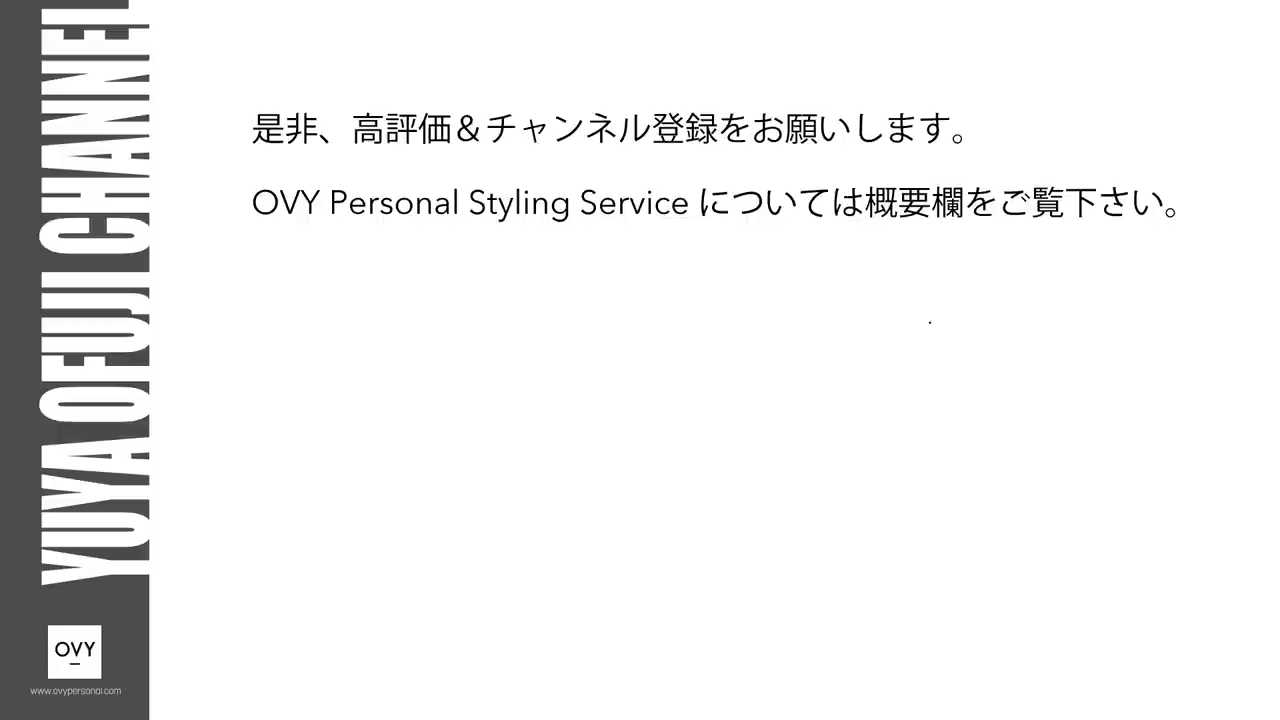 YUYA OFUJI CHANNEL
是非、高評価＆チャンネル登録をお願いします。
OVY Personal Styling Service については概要欄をご覧下さい。
OVY
www.ovypersonal.com